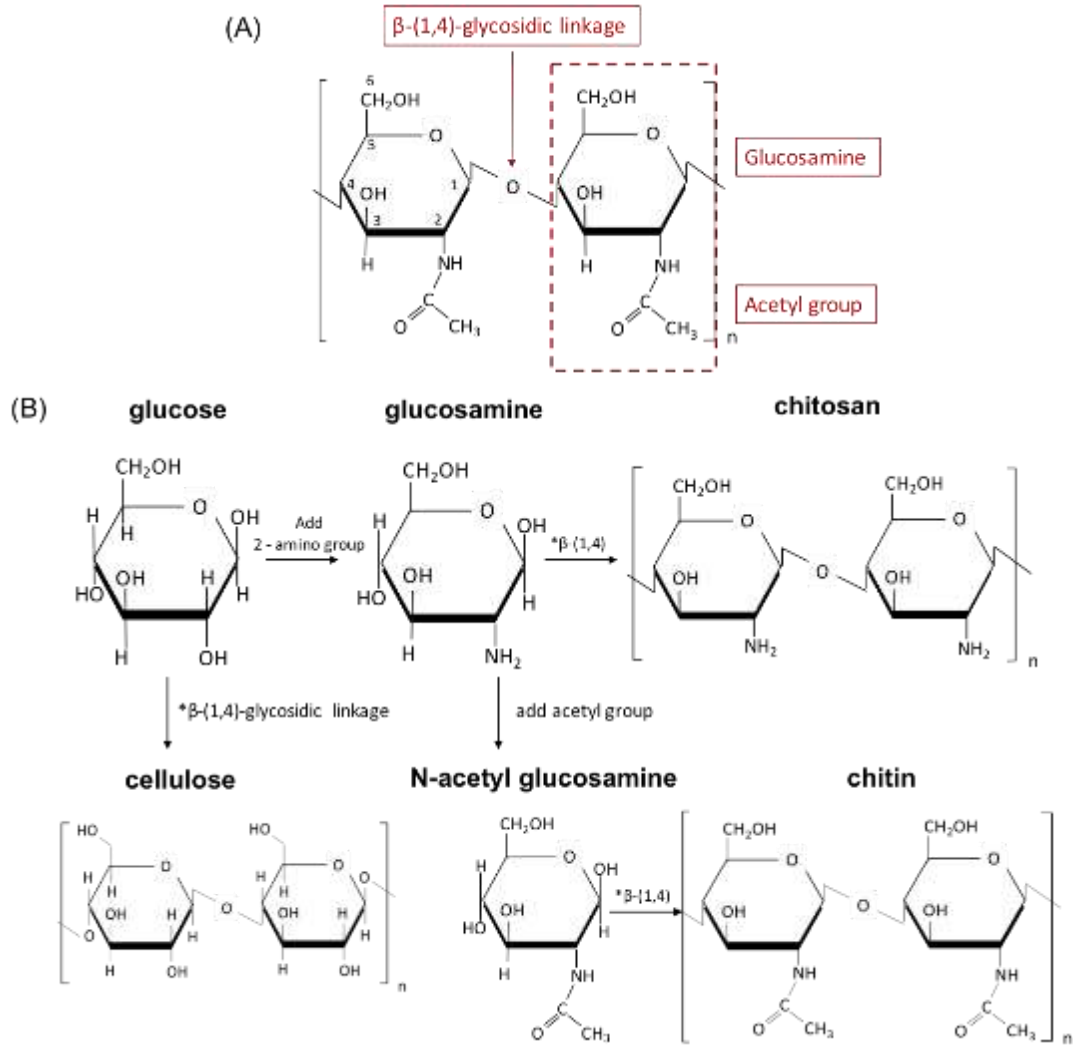 (A)
β-(1,4)-glycosidic linkage
6
CH₂OH
O
5
OH
4
1
3
2
H
NH
C
O
CH₃
O
CH₂OH
O
OH
H
NH
C
O
CH₃
n
Glucosamine
Acetyl group
(B)
glucose
glucosamine
chitosan
CH₂OH
O
H
H
OH
OH
H
HO
H
H
OH
Add
2 - amino group
CH₂OH
O
H
OH
OH
HO
H
H
NH₂
*β-(1,4)
CH₂OH
O
OH
NH₂
O
CH₂OH
O
OH
NH₂
n
*β-(1,4)-glycosidic linkage
add acetyl group
cellulose
N-acetyl glucosamine
chitin
HO
O
H
H
OH
H
H
O
H
OH
O
HO
O
O
H
H
OH
H
H
H
OH
n
CH₂OH
O
H
OH
OH
HO
H
H
NH
C
O
CH₃
*β-(1,4)
CH₂OH
O
OH
NH
C
O
CH₃
O
CH₂OH
O
OH
NH
C
O
CH₃
n